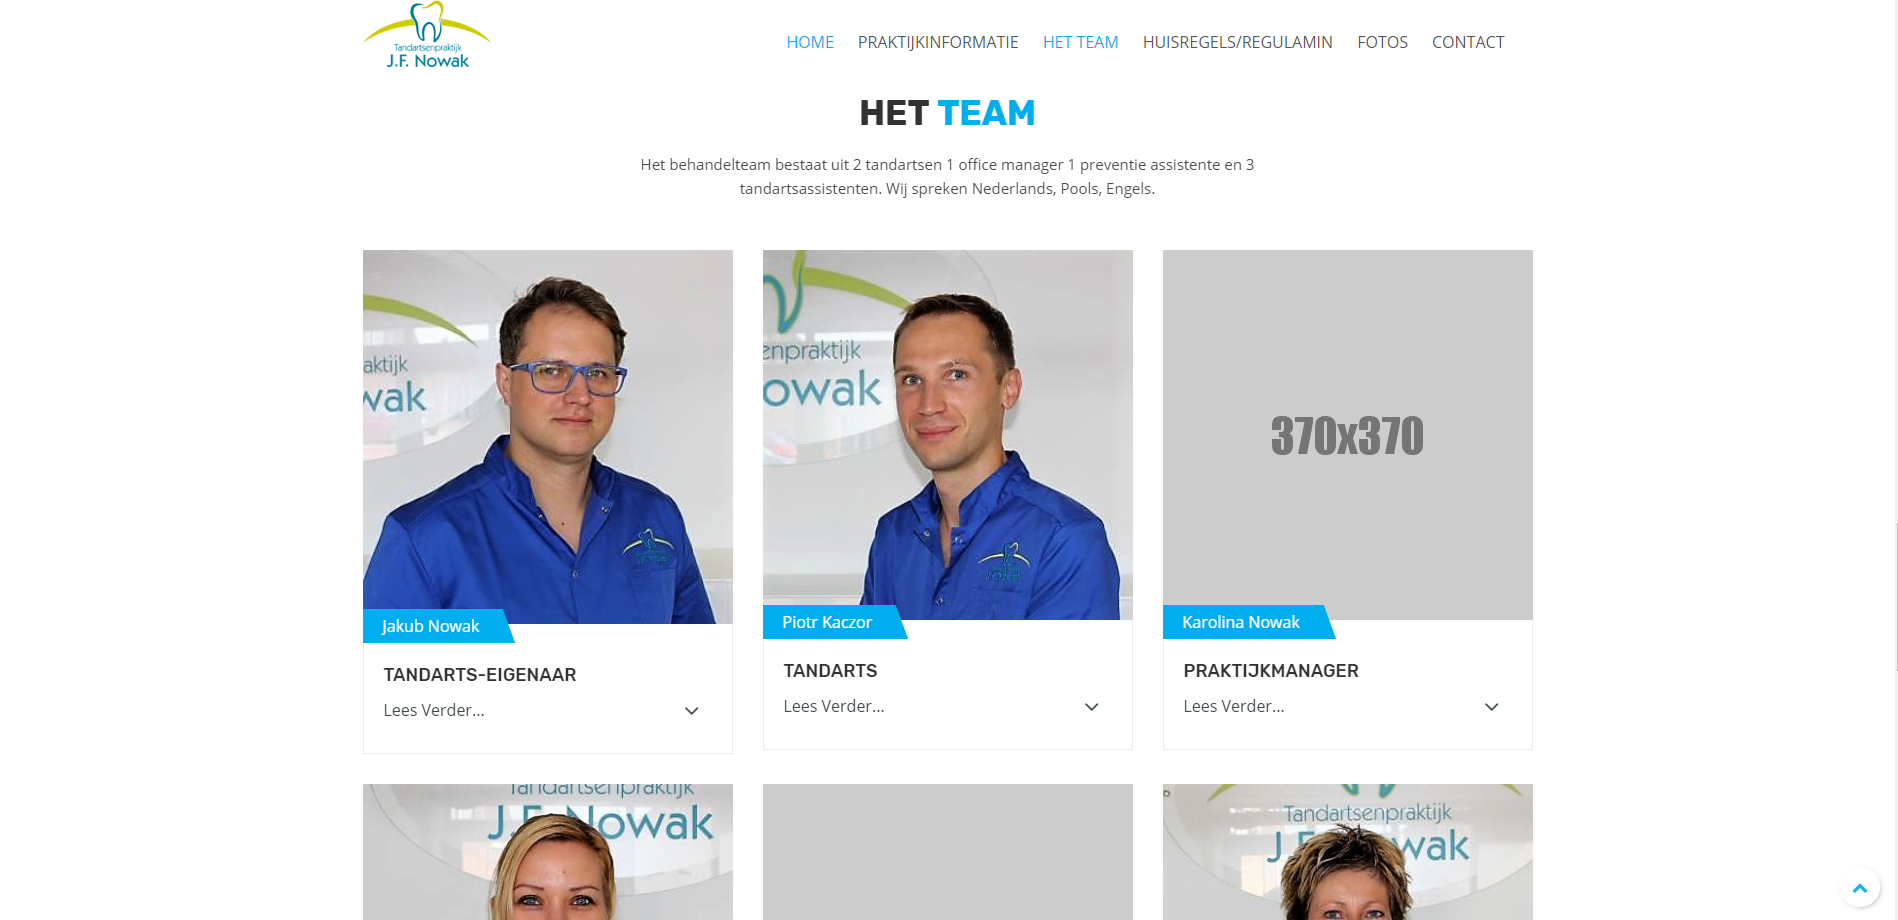 Tandartsenpraktijk
J.F. Nowak
HOME PRAKTIJKINFORMATIE HET TEAM HUISREGELS/REGULAMIN FOTOS CONTACT
HET TEAM
Het behandelteam bestaat uit 2 tandartsen 1 office manager 1 preventie assistente en 3
tandartsassistenten. Wij spreken Nederlands, Pools, Engels.
aktijk
wak
enpraktijk
owak
370x370
Jakub Nowak
Piotr Kaczor
Karolina Nowak
TANDARTS-EIGENAAR
TANDARTS
PRAKTIJKMANAGER
Lees Verder...
Lees Verder...
Lees Verder...
Tandartsenpraktijk
J.F. Nowak
Tandartsenpraktijk
J.F. Nowak